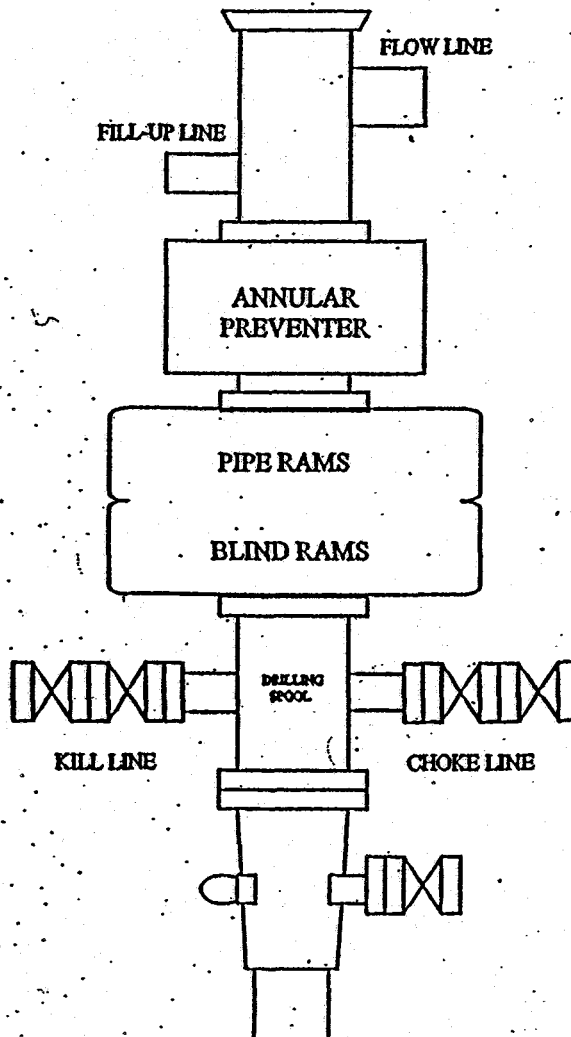 FLOW LINE
FILL-UP LINE
ANNULAR
PREVENTER
PIPE RAMS
BLIND RAMS
DRILLING
SPOOL
KILL LINE
CHOKE LINE